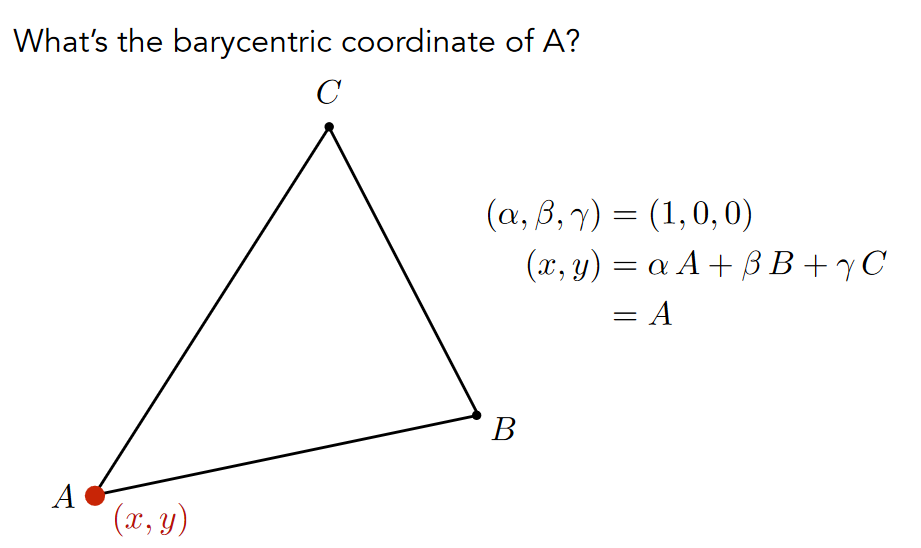 What's the barycentric coordinate of A?
C
(α, β, γ) = (1, 0, 0)
(x, y) = α A + β B + γ C
= A
B
A
(x, y)